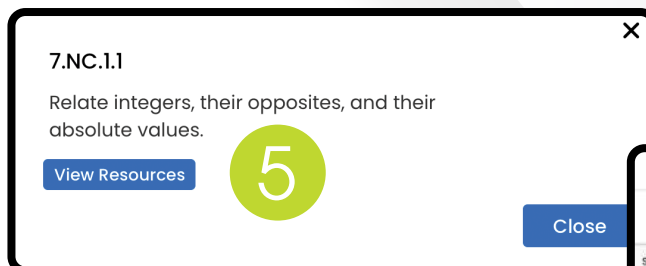 7.NC.1.1
Relate integers, their opposites, and their
absolute values.
View Resources
5
Close